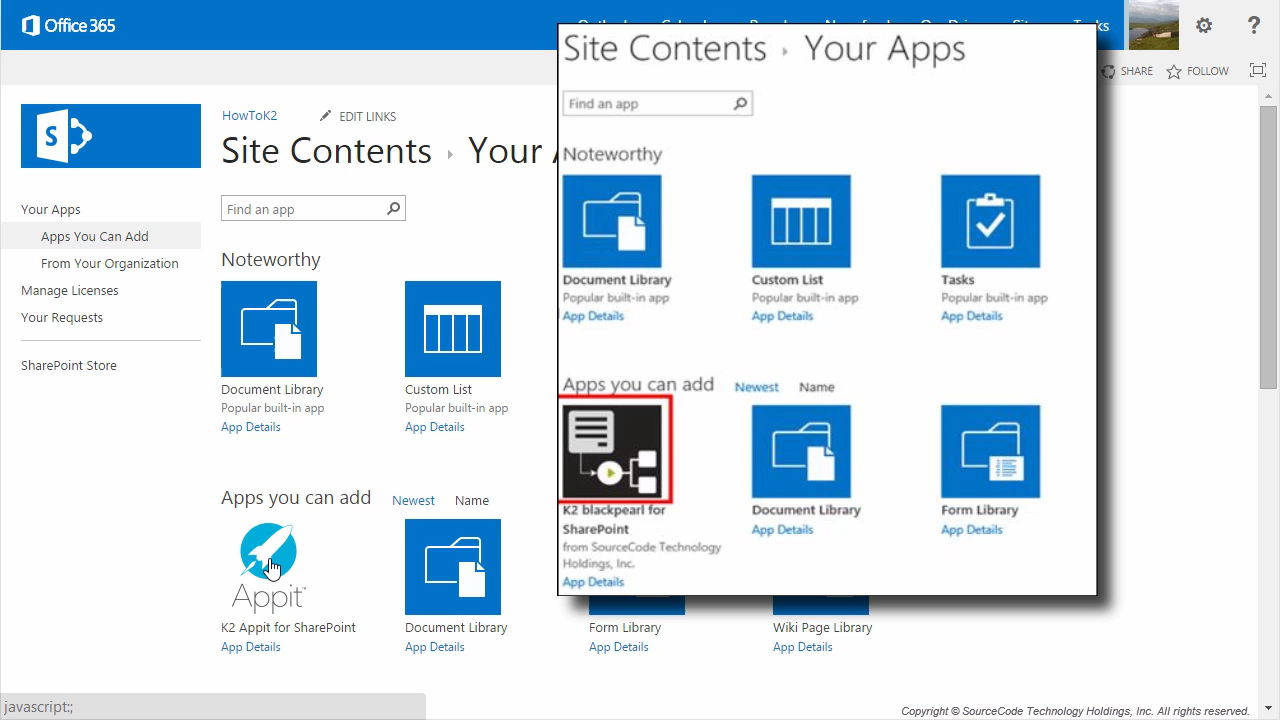 Office 365
Tasks
SHARE
FOLLOW
S
HowToK2
EDIT LINKS
Site Contents ▸ Your
Find an app
Your Apps
Apps You Can Add
From Your Organization
Manage Licenses
Your Requests
SharePoint Store
Noteworthy
Document Library
Custom List
Popular built-in app
Popular built-in app
App Details
App Details
Apps you can add
Newest
Name
Appit™
K2 Appit for SharePoint
Document Library
Form Library
Wiki Page Library
App Details
App Details
App Details
App Details
Site Contents ▸ Your Apps
Find an app
Noteworthy
Document Library
Custom List
Tasks
Popular built-in app
Popular built-in app
Popular built-in app
App Details
App Details
App Details
Apps you can add
Newest
Name
K2 blackpearl for
SharePoint
from SourceCode Technology
Holdings, Inc.
App Details
Document Library
App Details
Form Library
App Details
javascript:;
Copyright © SourceCode Technology Holdings, Inc. All rights reserved.